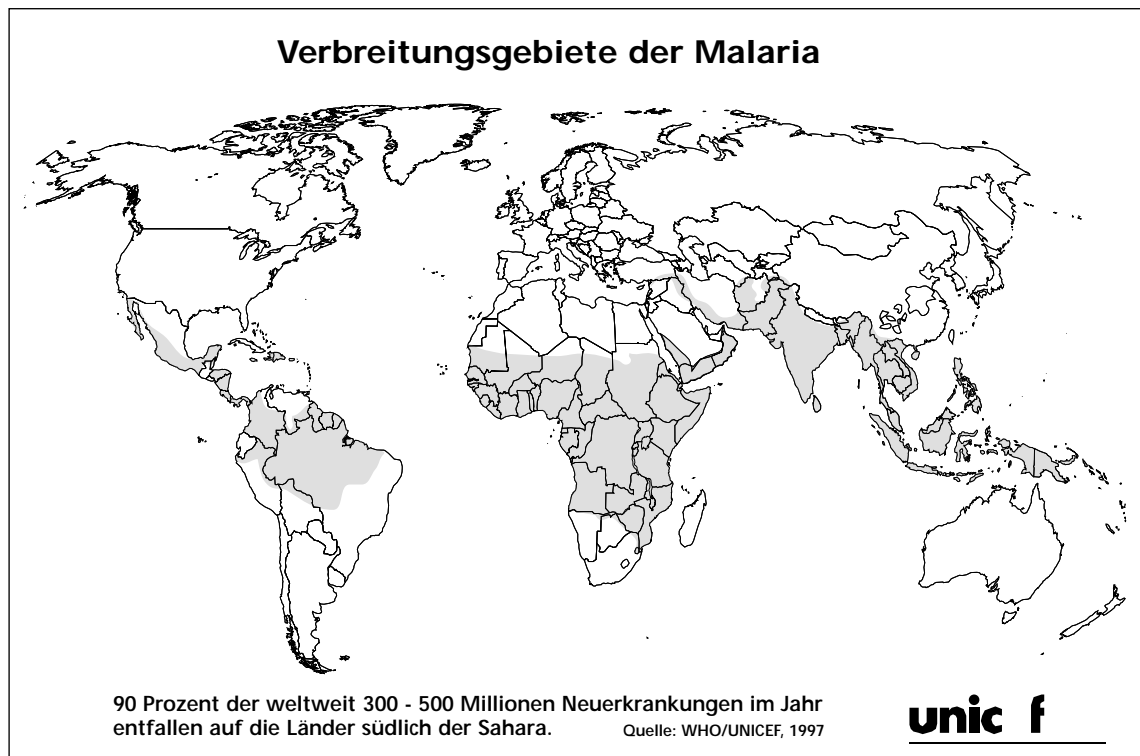 Verbreitungsgebiete der Malaria
90 Prozent der weltweit 300 - 500 Millionen Neuerkrankungen im Jahr
entfallen auf die Länder südlich der Sahara.
Quelle: WHO/UNICEF, 1997
unic f